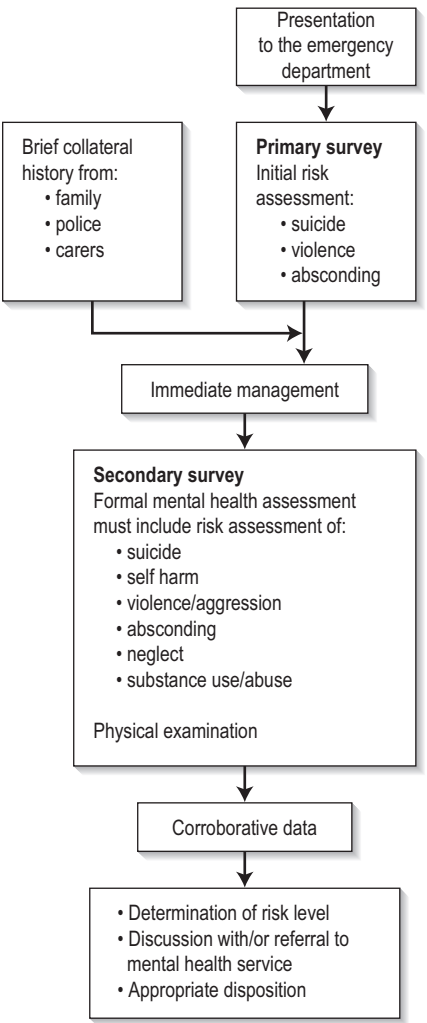 Presentation
to the emergency
department
Brief collateral
history from:
• family
• police
• carers
Primary survey
Initial risk
assessment:
• suicide
• violence
• absconding
Immediate management
Secondary survey
Formal mental health assessment
must include risk assessment of:
• suicide
• self harm
• violence/aggression
• absconding
• neglect
• substance use/abuse
Physical examination
Corroborative data
• Determination of risk level
• Discussion with/or referral to
mental health service
• Appropriate disposition